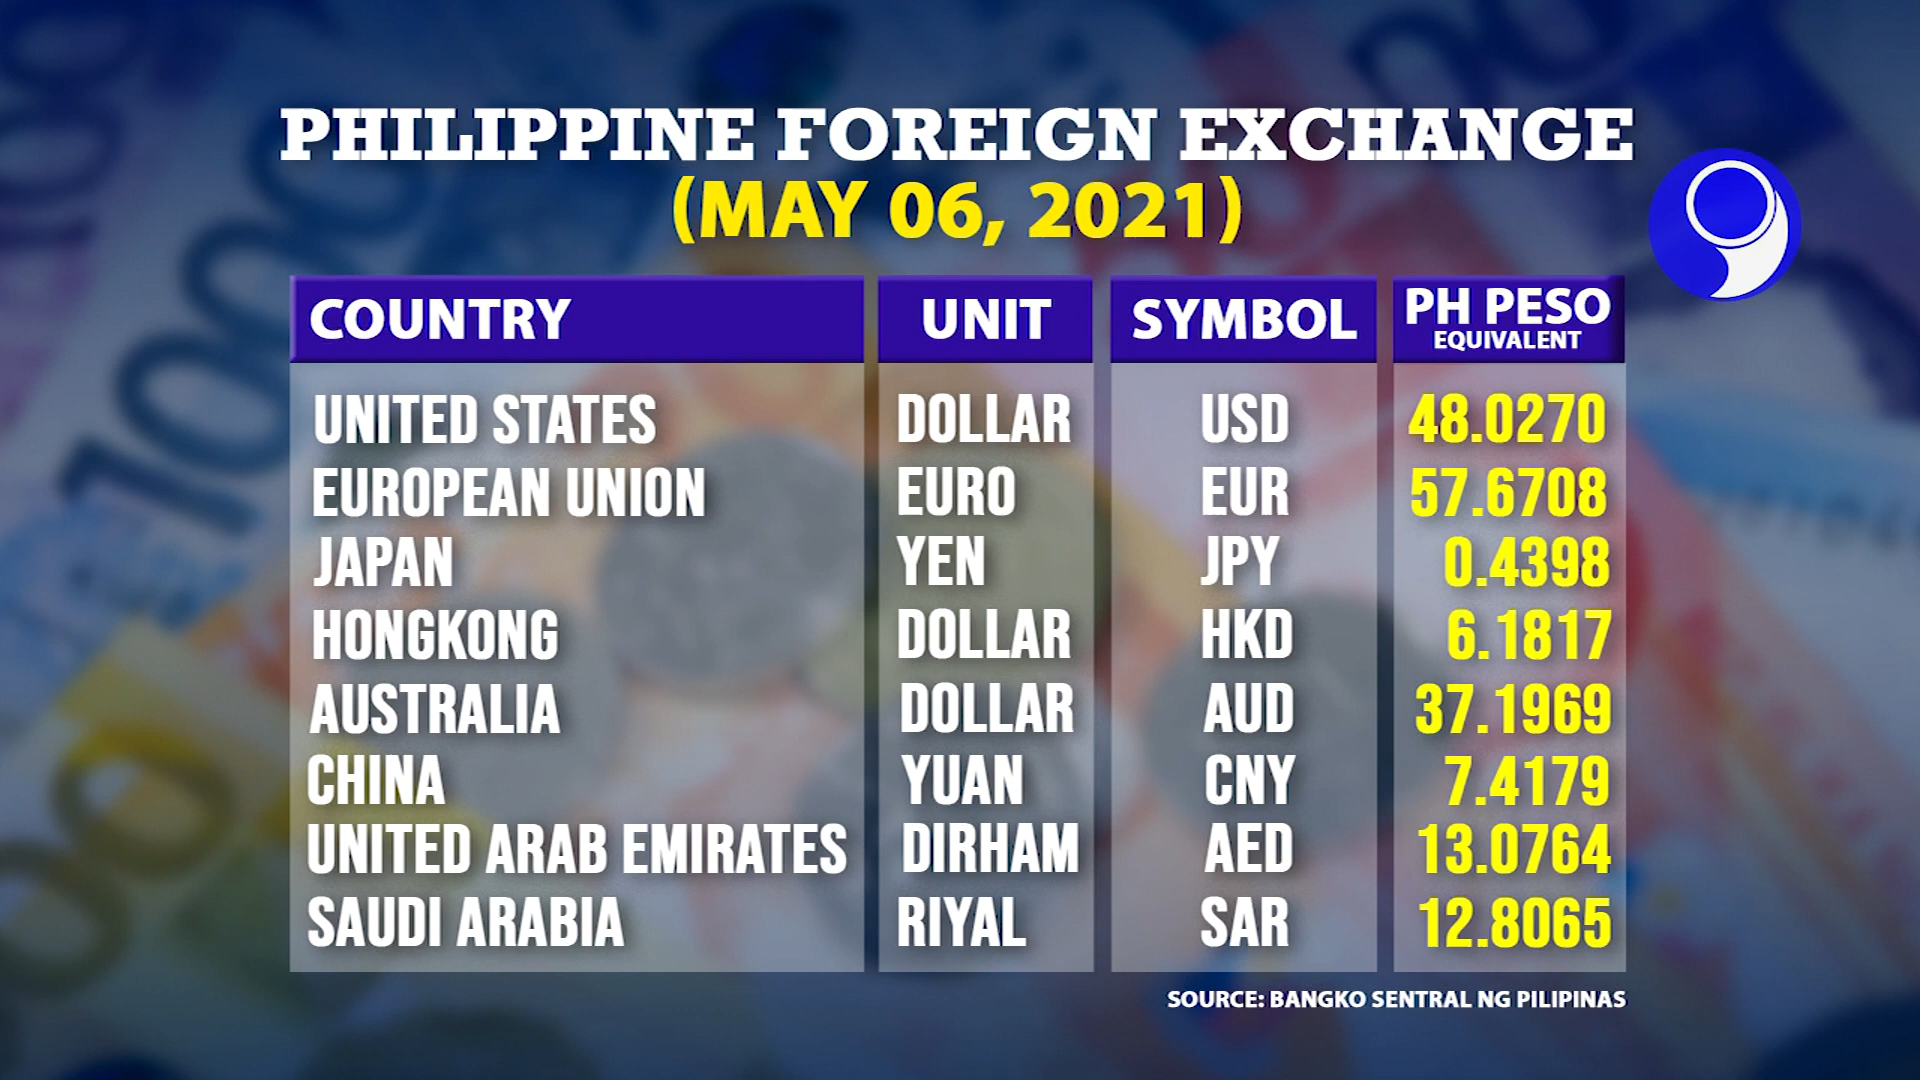 PHILIPPINE FOREIGN EXCHANGE
(MAY 06, 2021)
COUNTRY UNIT SYMBOL PH PESO EQUIVALENT
UNITED STATES DOLLAR USD 48.0270
EUROPEAN UNION EURO EUR 57.6708
JAPAN YEN JPY 0.4398
HONGKONG DOLLAR HKD 6.1817
AUSTRALIA DOLLAR AUD 37.1969
CHINA YUAN CNY 7.4179
UNITED ARAB EMIRATES DIRHAM AED 13.0764
SAUDI ARABIA RIYAL SAR 12.8065
SOURCE: BANGKO SENTRAL NG PILIPINAS